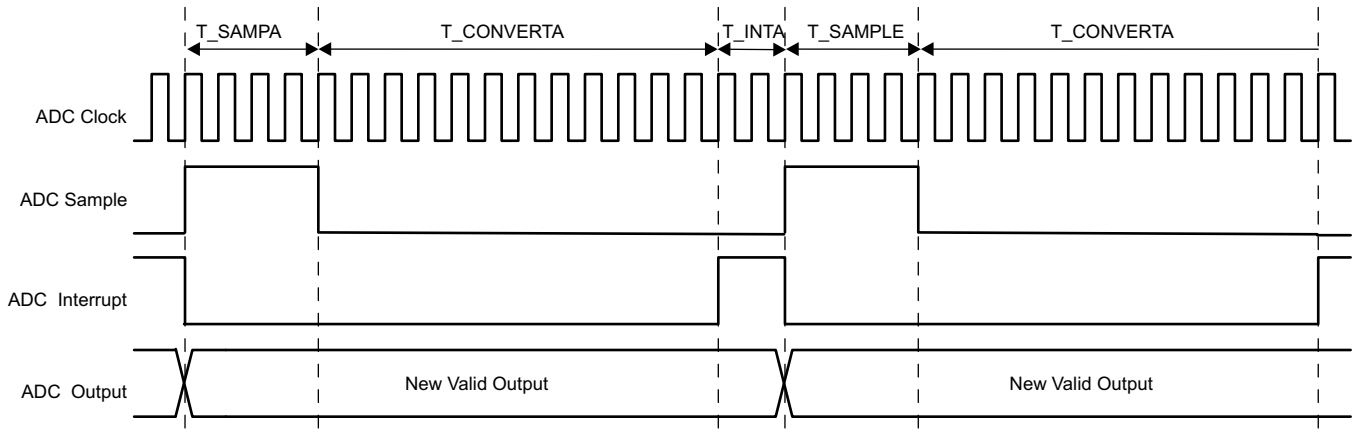 T_SAMPA T_CONVERTA T_INTA T_SAMPLE T_CONVERTA
ADC Clock
ADC Sample
ADC Interrupt
ADC Output New Valid Output New Valid Output